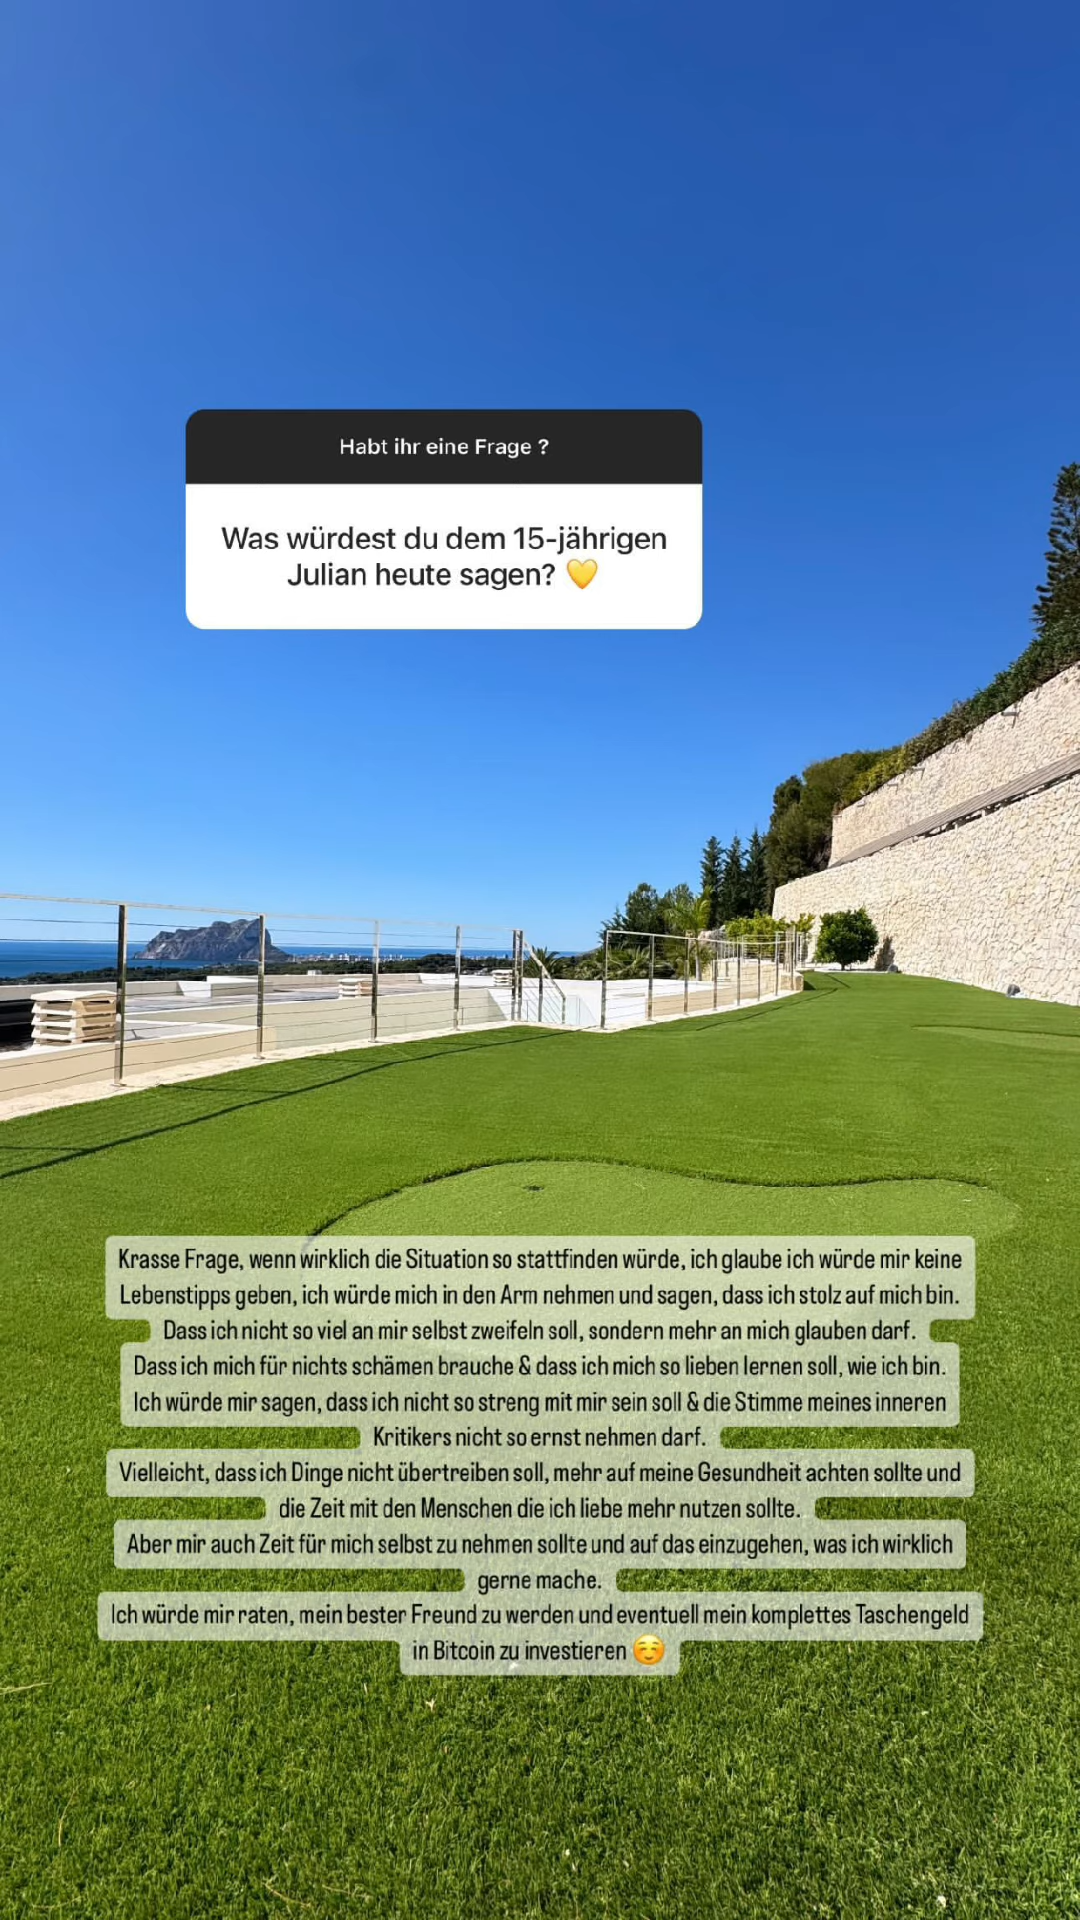 Habt ihr eine Frage ?
Was würdest du dem 15-jährigen
Julian heute sagen? 💛
Krasse Frage, wenn wirklich die Situation so stattfinden würde, ich glaube ich würde mir keine
Lebenstipps geben, ich würde mich in den Arm nehmen und sagen, dass ich stolz auf mich bin.
Dass ich nicht so viel an mir selbst zweifeln soll, sondern mehr an mich glauben darf.
Dass ich mich für nichts schämen brauche & dass ich mich so lieben lernen soll, wie ich bin.
Ich würde mir sagen, dass ich nicht so streng mit mir sein soll & die Stimme meines inneren
Kritikers nicht so ernst nehmen darf.
Vielleicht, dass ich Dinge nicht übertreiben soll, mehr auf meine Gesundheit achten sollte und
die Zeit mit den Menschen die ich liebe mehr nutzen sollte.
Aber mir auch Zeit für mich selbst zu nehmen sollte und auf das einzugehen, was ich wirklich
gerne mache.
Ich würde mir raten, mein bester Freund zu werden und eventuell mein komplettes Taschengeld
in Bitcoin zu investieren ☺️